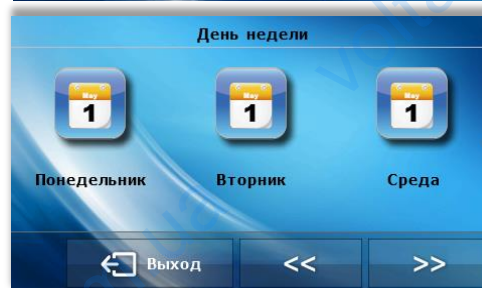 День недели
May May May
1 1 1
Понедельник Вторник Среда
Выход << >>